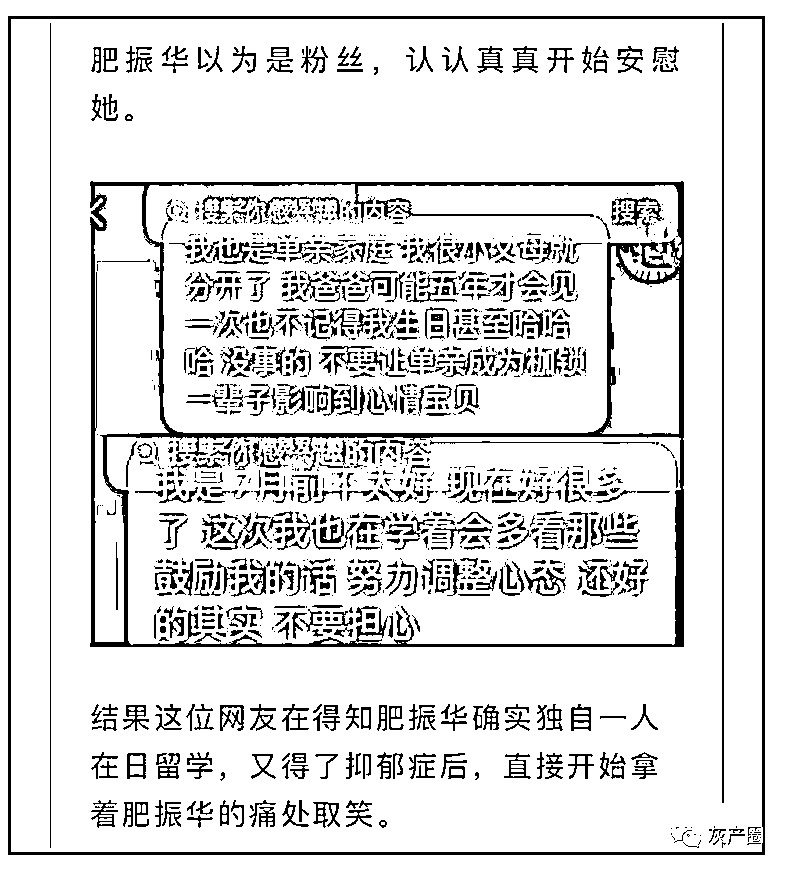 肥振华以为是粉丝，认认真真开始安慰
她。
搜索你感兴趣的内容 搜索
我也是单亲家庭 我很小父母就
分开了 我爸爸可能五年才会见
一次也不记得我生日甚至哈哈
哈 没事的 不要让单亲成为枷锁
一辈子影响到心情宝贝
搜索你感兴趣的内容
我是7月前不太好 现在好很多
了 这次我也在学着会多看那些
鼓励我的话 努力调整心态 还好
的其实 不要担心
结果这位网友在得知肥振华确实独自一人
在日留学，又得了抑郁症后，直接开始拿
着肥振华的痛处取笑。
灰产圈